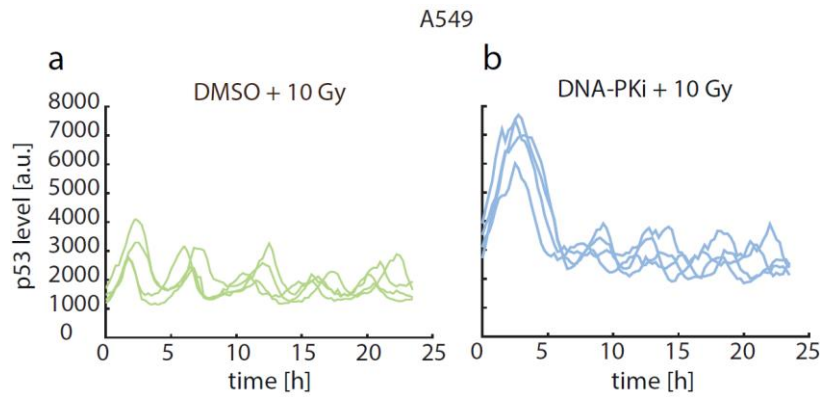 A549
a
DMSO + 10 Gy
b
DNA-PKi + 10 Gy
p53 level [a.u.]
8000
7000
6000
5000
4000
3000
2000
1000
0
0 5 10 15 20 25
time [h]
0 5 10 15 20 25
time [h]